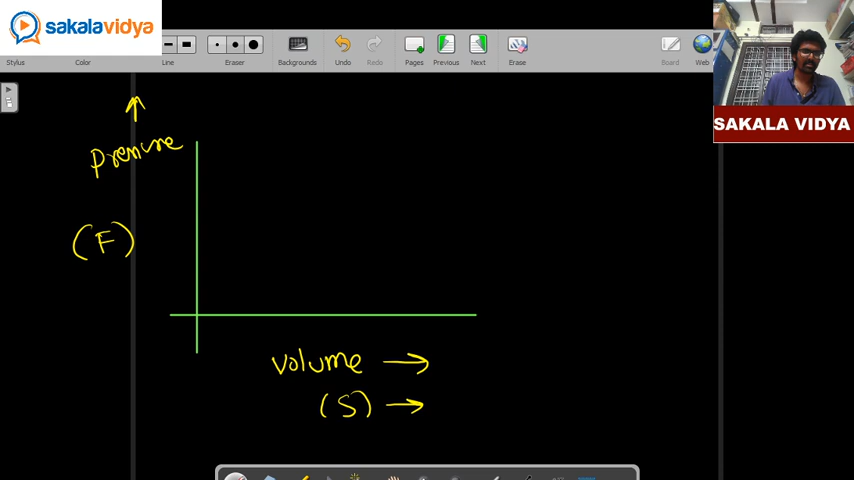 sakalavidya
Stylus Color Line Eraser Backgrounds Undo Redo Pages Previous Next Erase Board Web
SAKALA VIDYA
pressure
(F)
volume →
(S) →